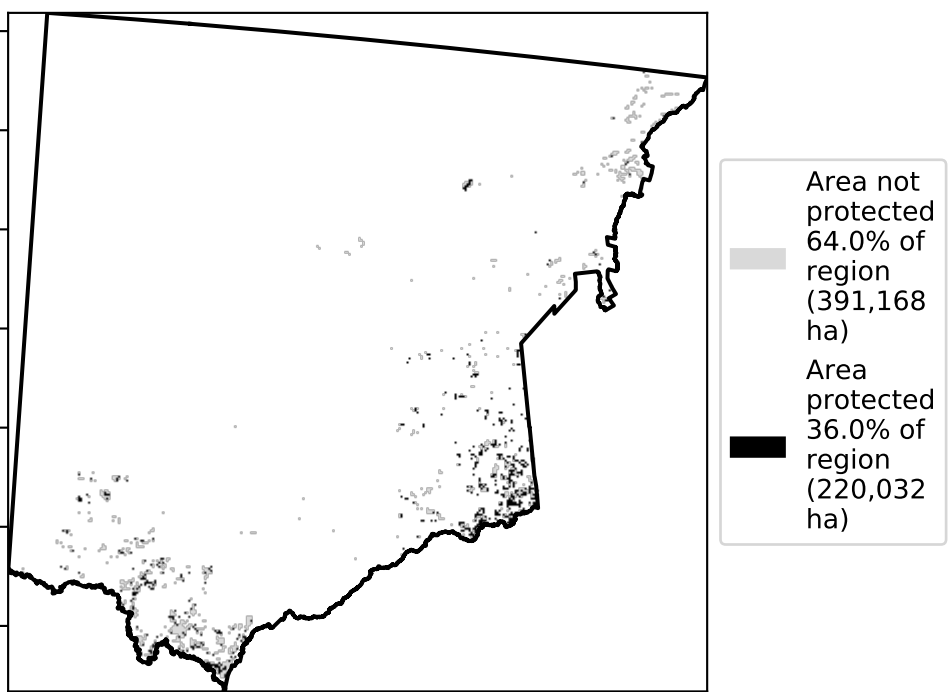 Area not
protected
64.0% of
region
(391,168
ha)
Area
protected
36.0% of
region
(220,032
ha)